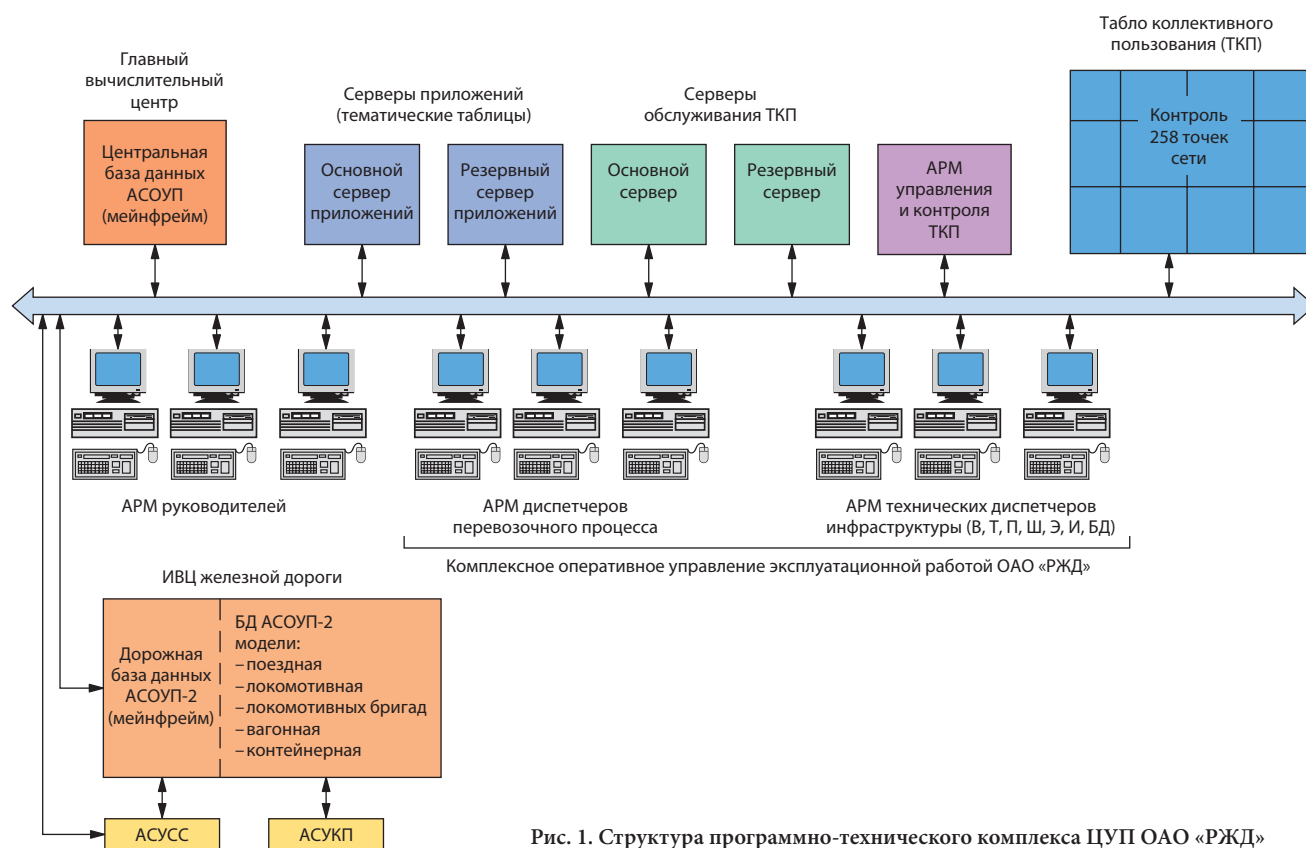 Главный
вычислительный
центр
Центральная
база данных
АСОУП
(мейнфрейм)
Серверы приложений
(тематические таблицы)
Основной
сервер
приложений
Резервный
сервер
приложений
Серверы
обслуживания ТКП
Основной
сервер
Резервный
сервер
АРМ
управления
и контроля
ТКП
Табло коллективного
пользования (ТКП)
Контроль
258 точек
сети
АРМ руководителей
АРМ диспетчеров
перевозочного процесса
АРМ технических диспетчеров
инфраструктуры (В, Т, П, Ш, Э, И, БД)
Комплексное оперативное управление эксплуатационной работой ОАО «РЖД»
ИВЦ железной дороги
Дорожная
база данных
АСОУП-2
(мейнфрейм)
БД АСОУП-2
модели:
– поездная
– локомотивная
– локомотивных бригад
– вагонная
– контейнерная
АСУСС
АСУКП
Рис. 1. Структура программно-технического комплекса ЦУП ОАО «РЖД»